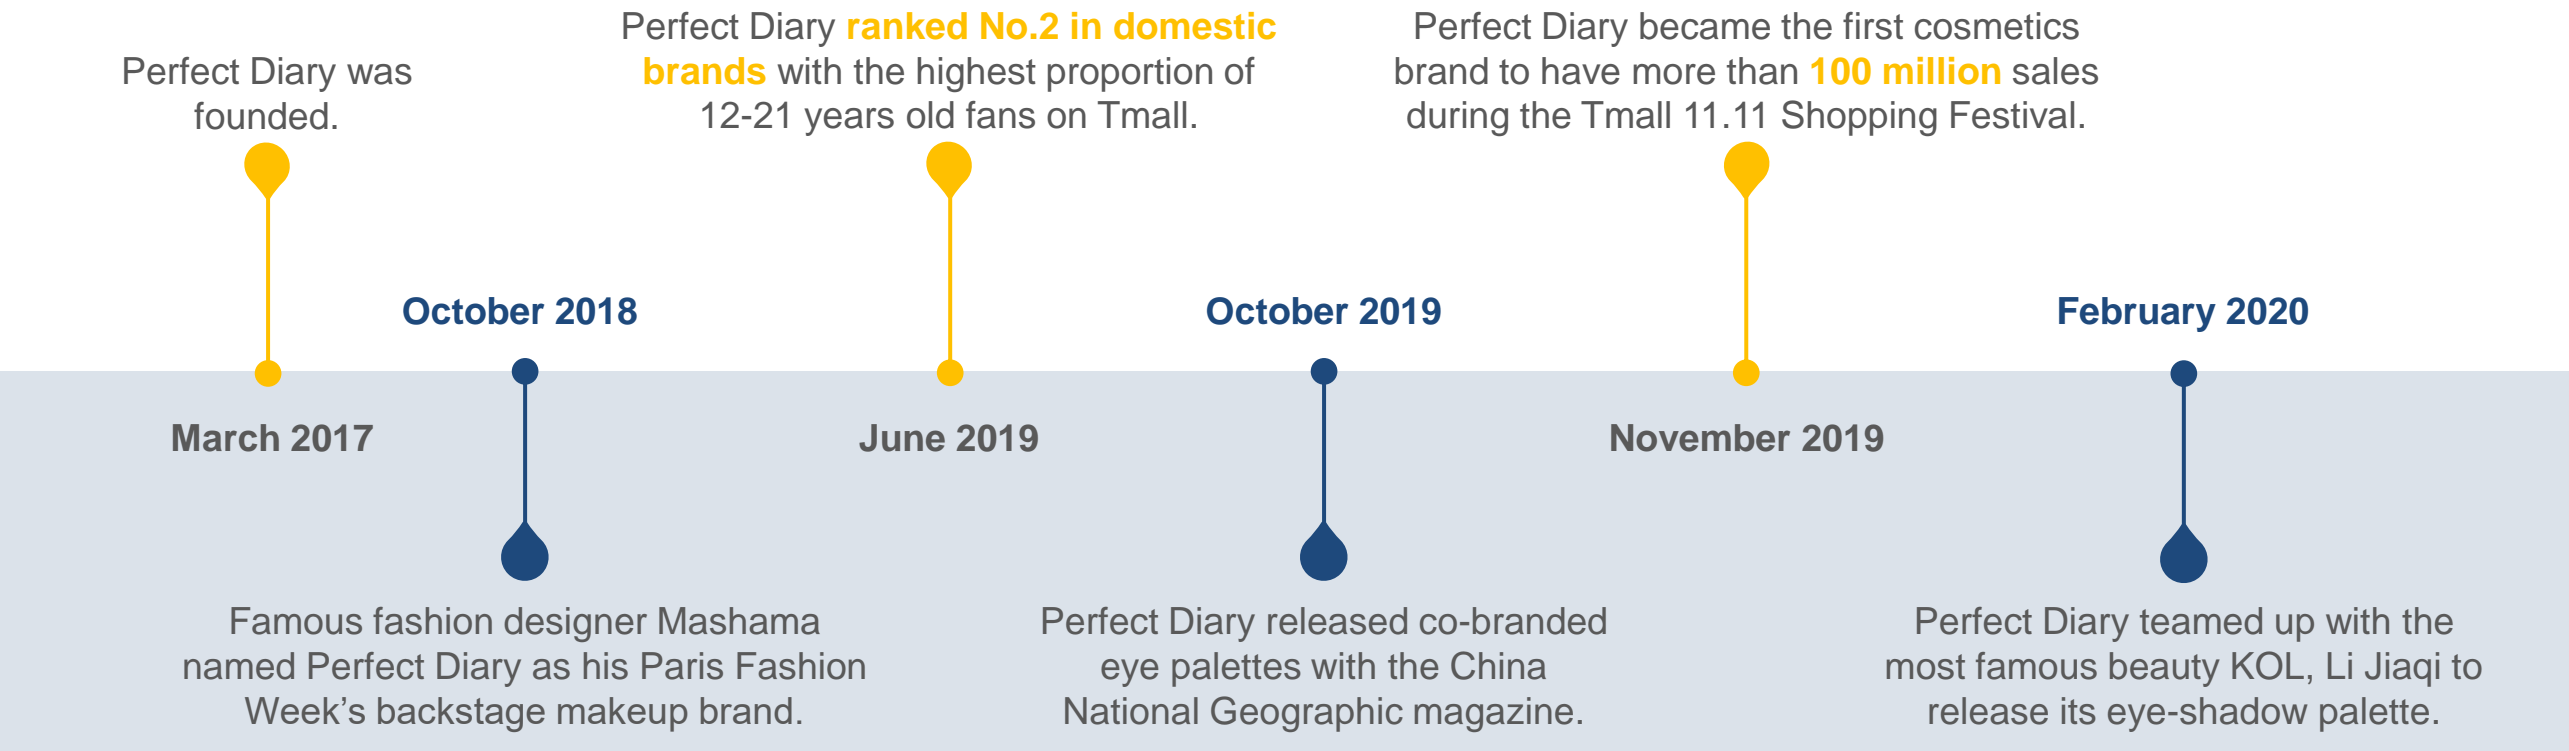 Perfect Diary was
founded.
March 2017
October 2018
Famous fashion designer Mashama
named Perfect Diary as his Paris Fashion
Week’s backstage makeup brand.
Perfect Diary ranked No.2 in domestic
brands with the highest proportion of
12-21 years old fans on Tmall.
June 2019
October 2019
Perfect Diary released co-branded
eye palettes with the China
National Geographic magazine.
Perfect Diary became the first cosmetics
brand to have more than 100 million sales
during the Tmall 11.11 Shopping Festival.
November 2019
February 2020
Perfect Diary teamed up with the
most famous beauty KOL, Li Jiaqi to
release its eye-shadow palette.